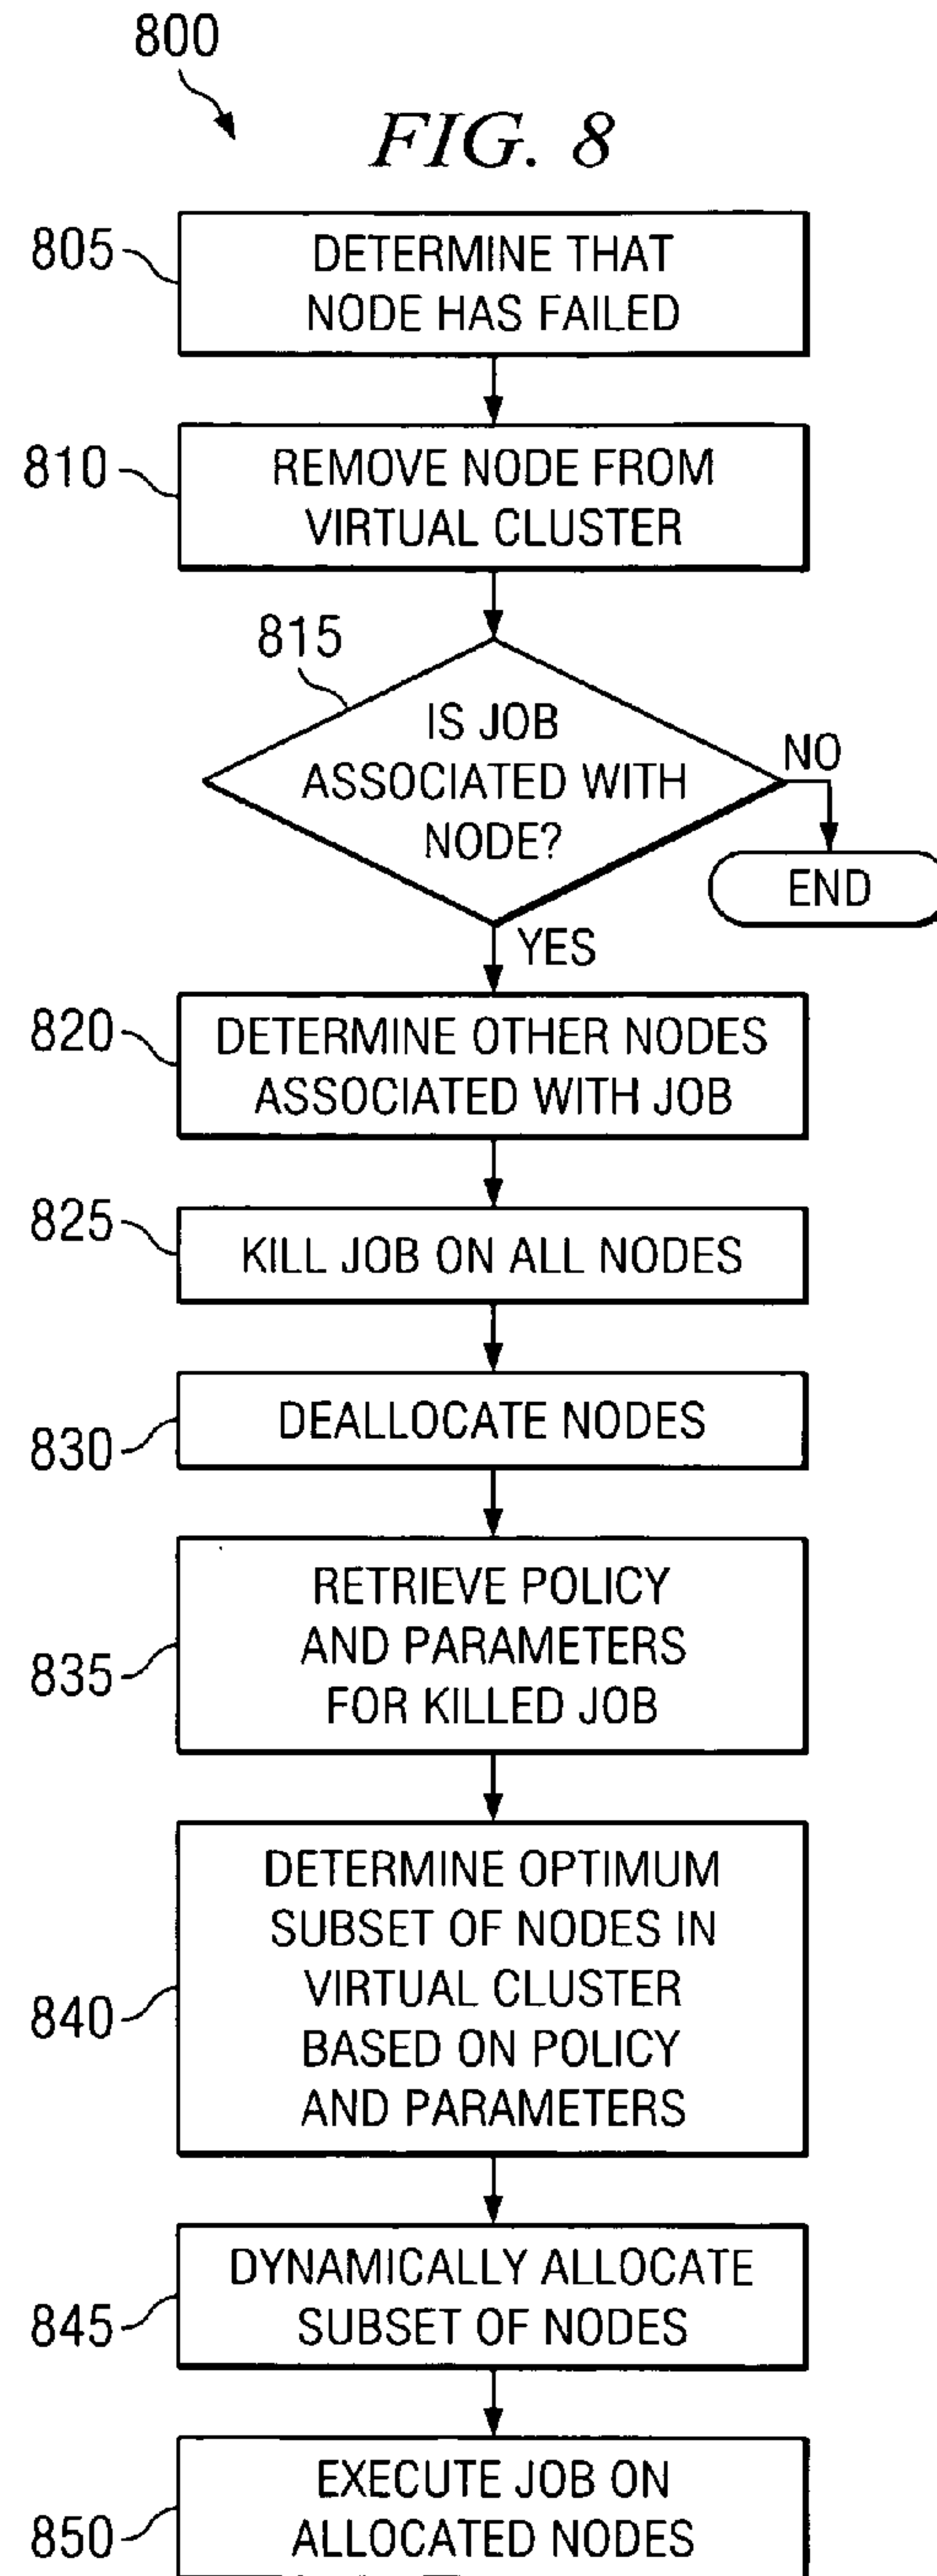 800
FIG. 8
805
DETERMINE THAT
NODE HAS FAILED
810
REMOVE NODE FROM
VIRTUAL CLUSTER
815
IS JOB
ASSOCIATED WITH
NODE?
NO
END
YES
820
DETERMINE OTHER NODES
ASSOCIATED WITH JOB
825
KILL JOB ON ALL NODES
830
DEALLOCATE NODES
835
RETRIEVE POLICY
AND PARAMETERS
FOR KILLED JOB
840
DETERMINE OPTIMUM
SUBSET OF NODES IN
VIRTUAL CLUSTER
BASED ON POLICY
AND PARAMETERS
845
DYNAMICALLY ALLOCATE
SUBSET OF NODES
850
EXECUTE JOB ON
ALLOCATED NODES